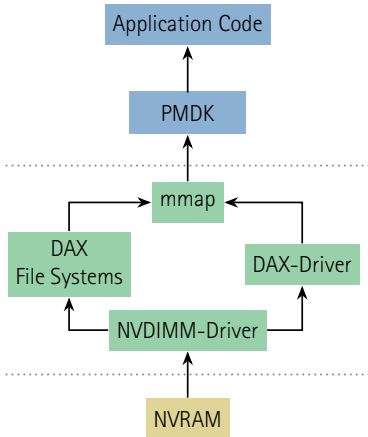 Application Code
PMDK
mmap
DAX
File Systems
DAX-Driver
NVDIMM-Driver
NVRAM